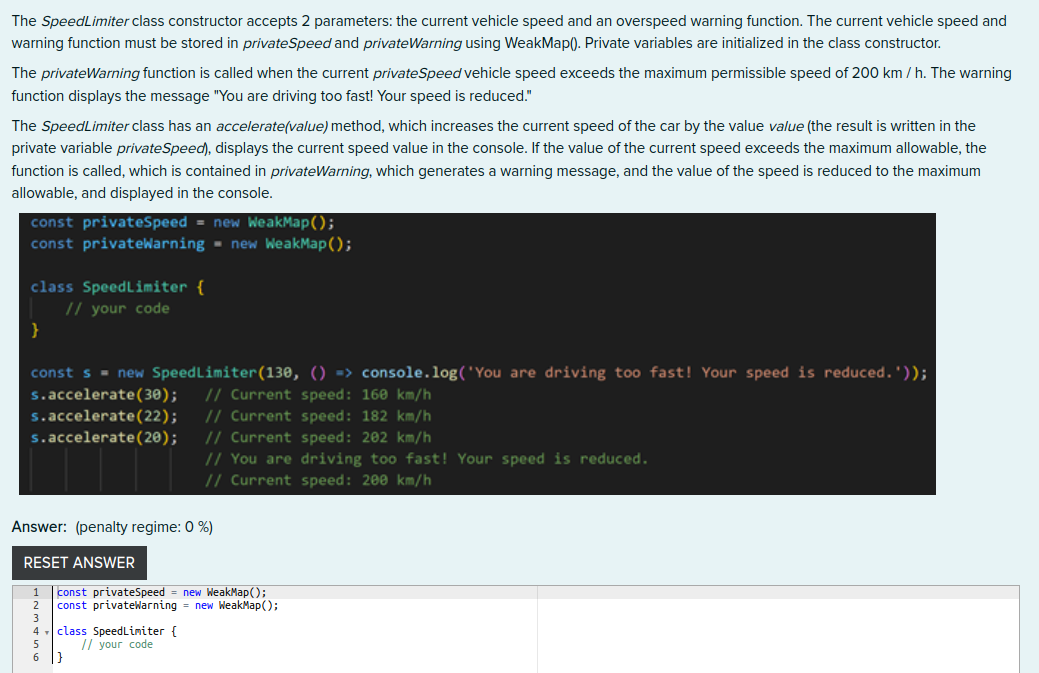 The SpeedLimiter class constructor accepts 2 parameters: the current vehicle speed and an overspeed warning function. The current vehicle speed and
warning function must be stored in privateSpeed and privateWarning using WeakMap(). Private variables are initialized in the class constructor.
The privateWarning function is called when the current privateSpeed vehicle speed exceeds the maximum permissible speed of 200 km / h. The warning
function displays the message "You are driving too fast! Your speed is reduced."
The SpeedLimiter class has an accelerate(value) method, which increases the current speed of the car by the value value (the result is written in the
private variable privateSpeed), displays the current speed value in the console. If the value of the current speed exceeds the maximum allowable, the
function is called, which is contained in privateWarning, which generates a warning message, and the value of the speed is reduced to the maximum
allowable, and displayed in the console.
const privateSpeed = new WeakMap();
const privateWarning = new WeakMap();
class SpeedLimiter {
// your code
}
const s = new SpeedLimiter(130, () => console.log('You are driving too fast! Your speed is reduced.'));
s.accelerate(30); // Current speed: 160 km/h
s.accelerate(22); // Current speed: 182 km/h
s.accelerate(20); // Current speed: 202 km/h
// You are driving too fast! Your speed is reduced.
// Current speed: 200 km/h
Answer: (penalty regime: 0 %)
RESET ANSWER
1 const privateSpeed = new WeakMap();
2 const privateWarning = new WeakMap();
3
4 class SpeedLimiter {
5 // your code
6 }